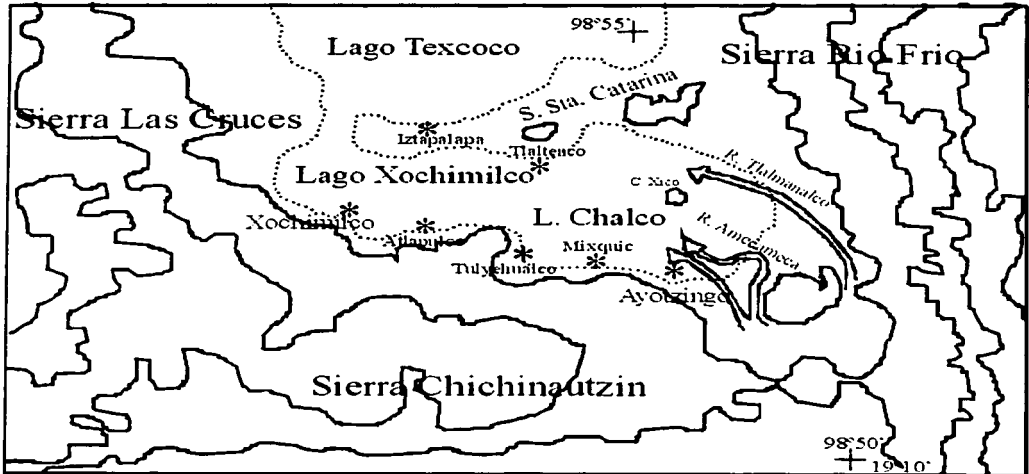 98°55'
Lago Texcoco
Sierra Rio Frio
S. Sta. Catarina
Sierra Las Cruces
Iztapalapa
Tlaltenco
R. Tlalmanalco
Lago Xochimilco
C Xico
Xochimilco
L. Chalco
R. Amecameca
Atlapulco
Mixquic
Tulyehualco
Ayotzingo
Sierra Chichinautzin
98°50'
19°10'